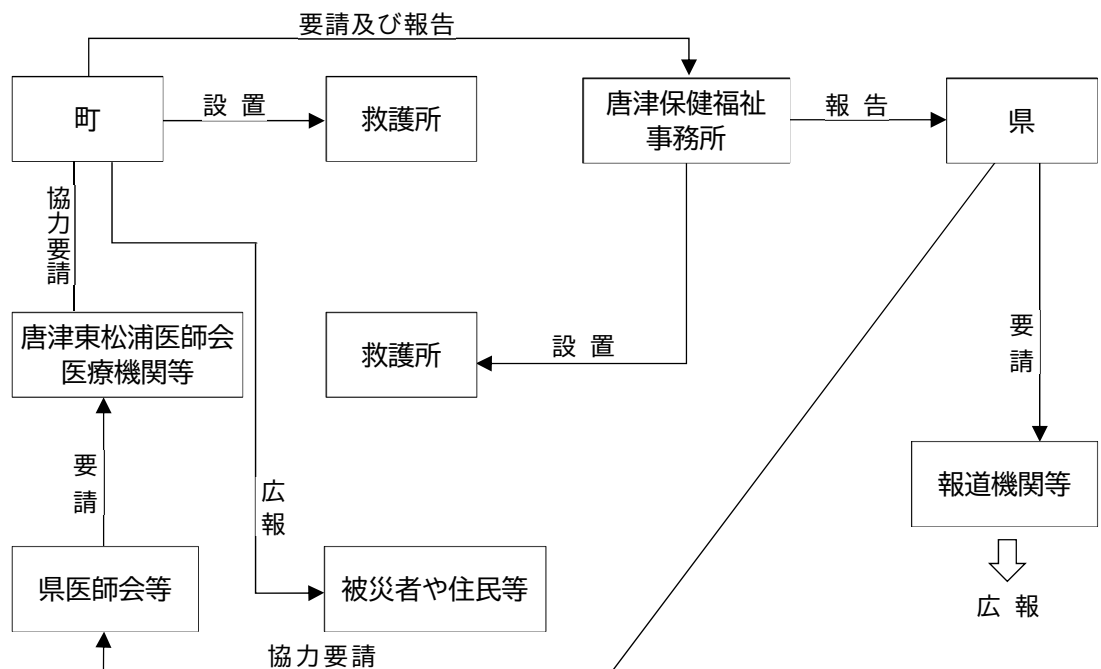 要請及び報告
町
設置
救護所
唐津保健福祉
事務所
報告
県
協力要請
唐津東松浦医師会
医療機関等
救護所
設置
要請
要請
広報
報道機関等
県医師会等
被災者や住民等
広報
協力要請